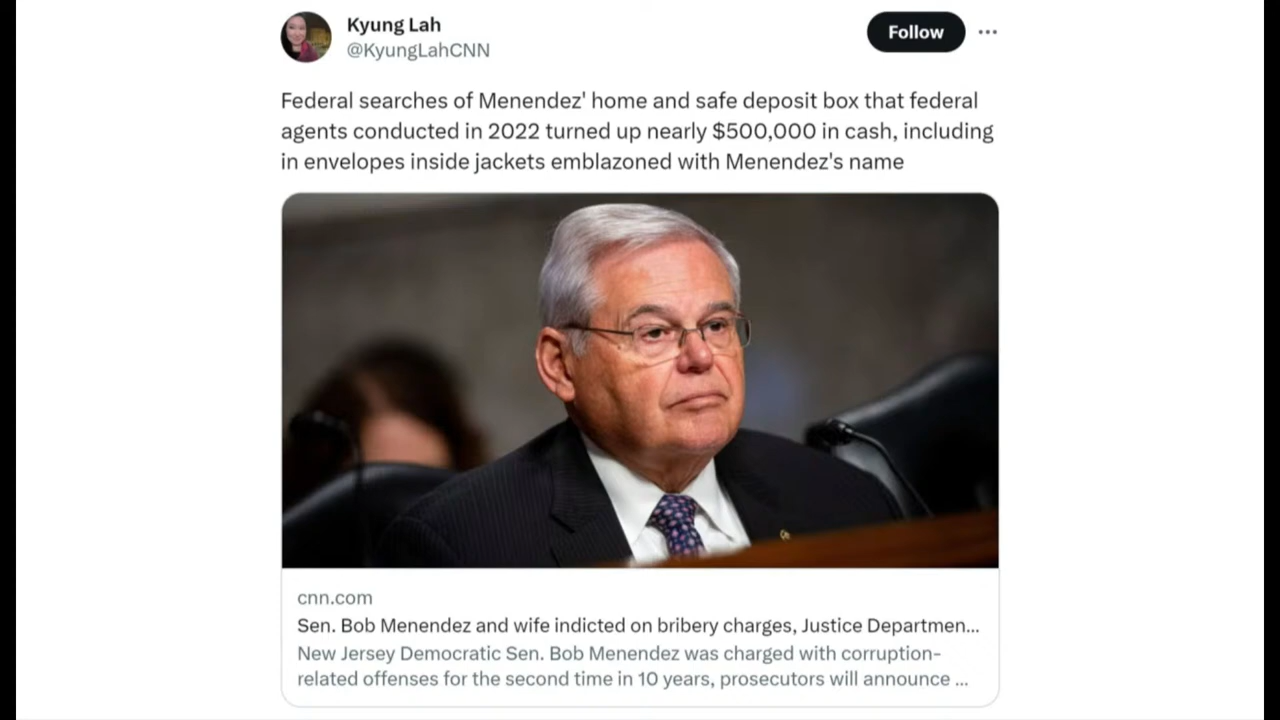 Kyung Lah
Follow
@KyungLahCNN
Federal searches of Menendez' home and safe deposit box that federal
agents conducted in 2022 turned up nearly $500,000 in cash, including
in envelopes inside jackets emblazoned with Menendez's name
cnn.com
Sen. Bob Menendez and wife indicted on bribery charges, Justice Departmen...
New Jersey Democratic Sen. Bob Menendez was charged with corruption-
related offenses for the second time in 10 years, prosecutors will announce ...